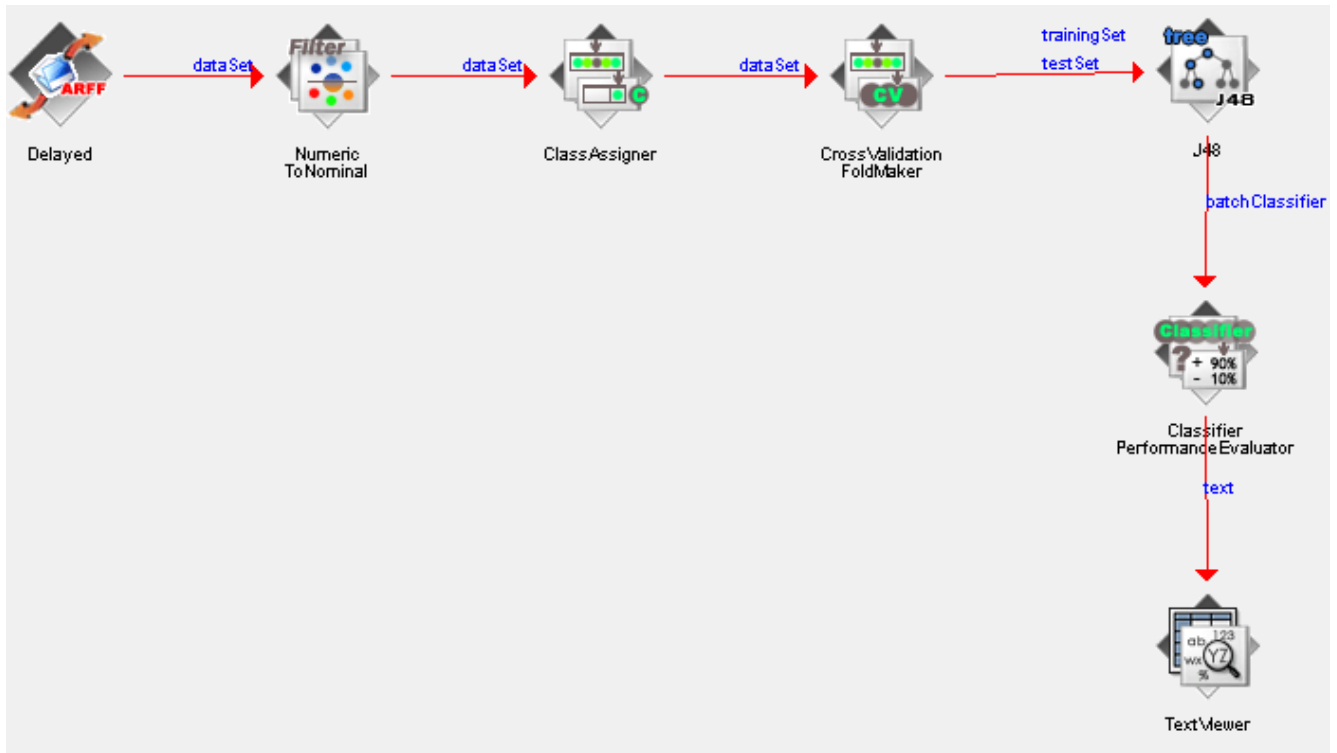 ARFF
Delayed
dataSet
Filter
Numeric
ToNominal
dataSet
C
ClassAssigner
dataSet
CV
CrossValidation
FoldMaker
trainingSet
testSet
tree
J48
J48
batchClassifier
Classifier
?
+ 90%
- 10%
Classifier
PerformanceEvaluator
text
ab 123
wx YZ
%
TextViewer